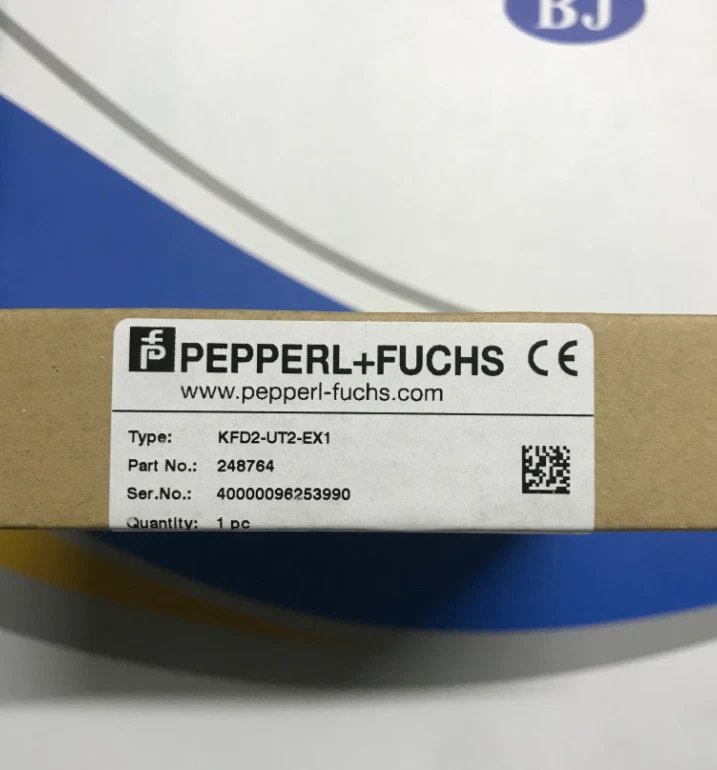 BJ
PEPPERL+FUCHS CE
www.pepperl-fuchs.com
Type: KFD2-UT2-EX1
Part No.: 248764
Ser.No.: 40000096253990
Quantity: 1 pc